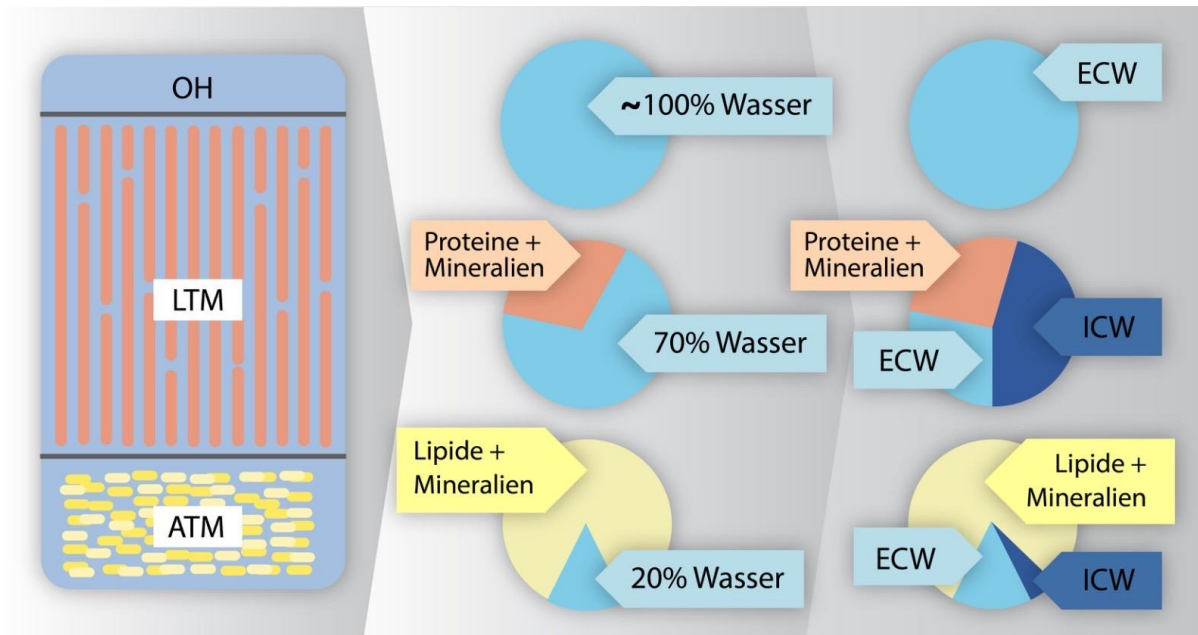 OH
LTM
ATM
~100% Wasser
Proteine +
Mineralien
70% Wasser
Lipide +
Mineralien
20% Wasser
ECW
Proteine +
Mineralien
ICW
ECW
Lipide +
Mineralien
ECW
ICW